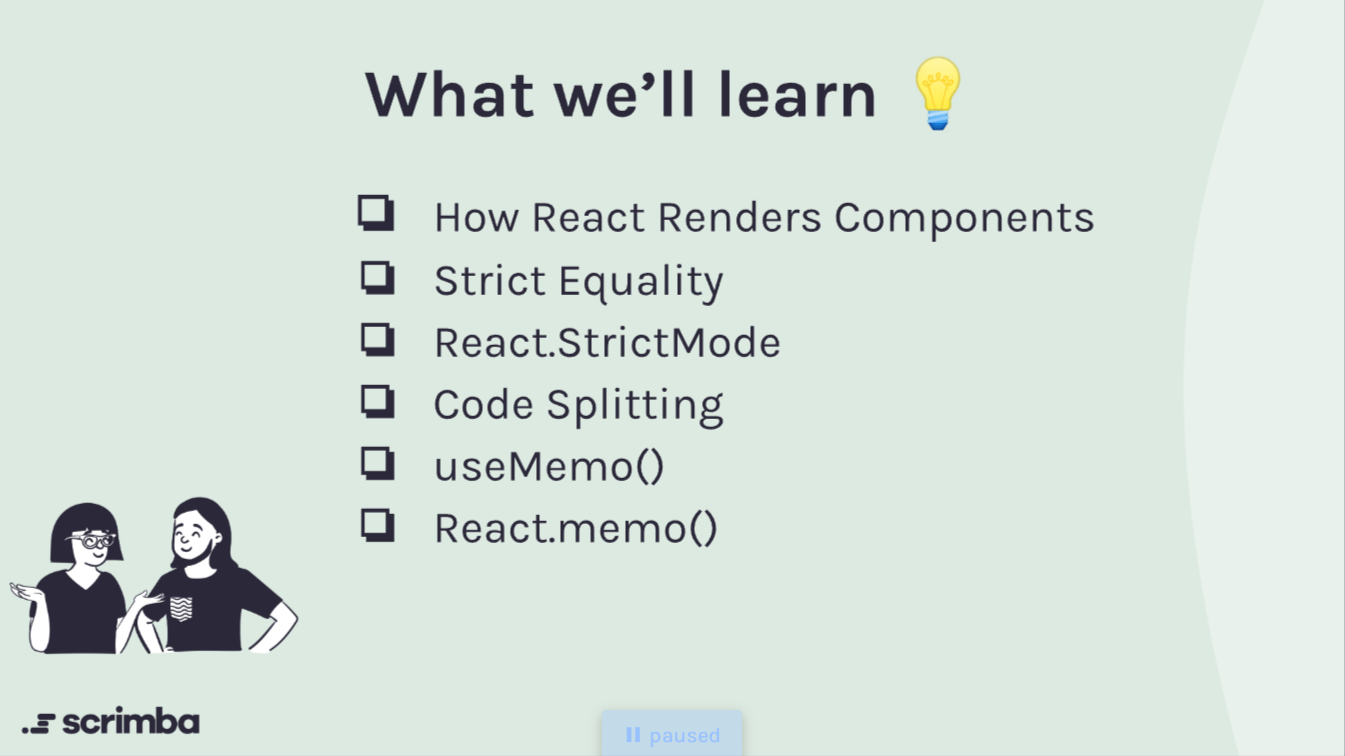 What we’ll learn 💡
How React Renders Components
Strict Equality
React.StrictMode
Code Splitting
useMemo()
React.memo()
scrimba
paused